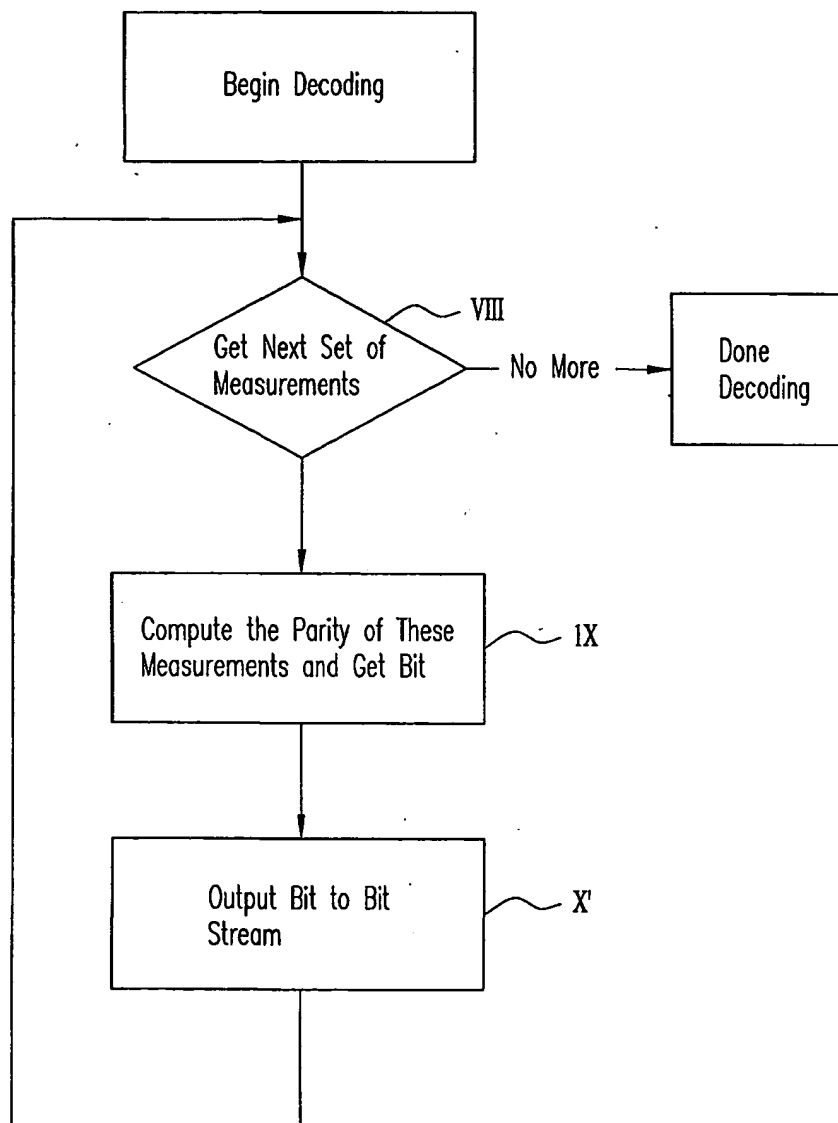 Begin Decoding
VIII
Get Next Set of
Measurements
No More
Done
Decoding
Compute the Parity of These
Measurements and Get Bit
1X
Output Bit to Bit
Stream
X'